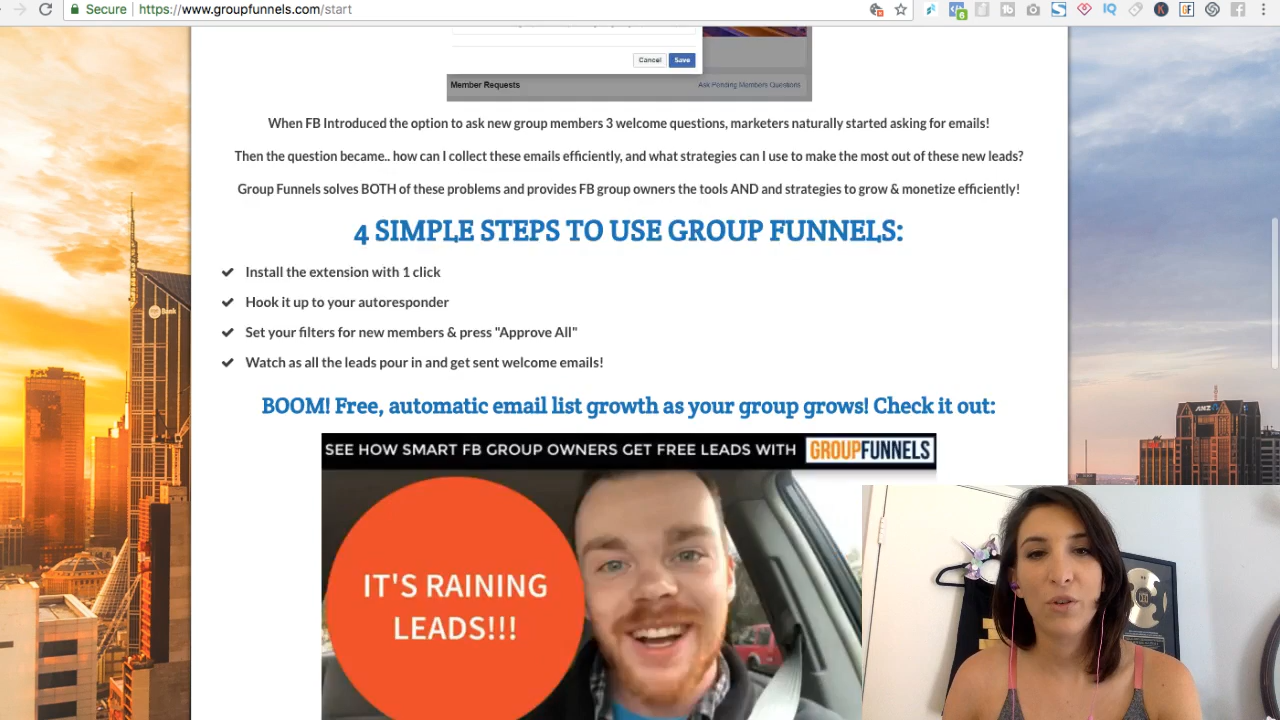 Secure https://www.groupfunnels.com/start
6
Cancel Save
Member Requests Ask Pending Members Questions
When FB Introduced the option to ask new group members 3 welcome questions, marketers naturally started asking for emails!
Then the question became.. how can I collect these emails efficiently, and what strategies can I use to make the most out of these new leads?
Group Funnels solves BOTH of these problems and provides FB group owners the tools AND and strategies to grow & monetize efficiently!
4 SIMPLE STEPS TO USE GROUP FUNNELS:
Install the extension with 1 click
Hook it up to your autoresponder
Set your filters for new members & press "Approve All"
Watch as all the leads pour in and get sent welcome emails!
BOOM! Free, automatic email list growth as your group grows! Check it out:
SEE HOW SMART FB GROUP OWNERS GET FREE LEADS WITH GROUPFUNNELS
IT'S RAINING
LEADS!!!
Bank
ANZ